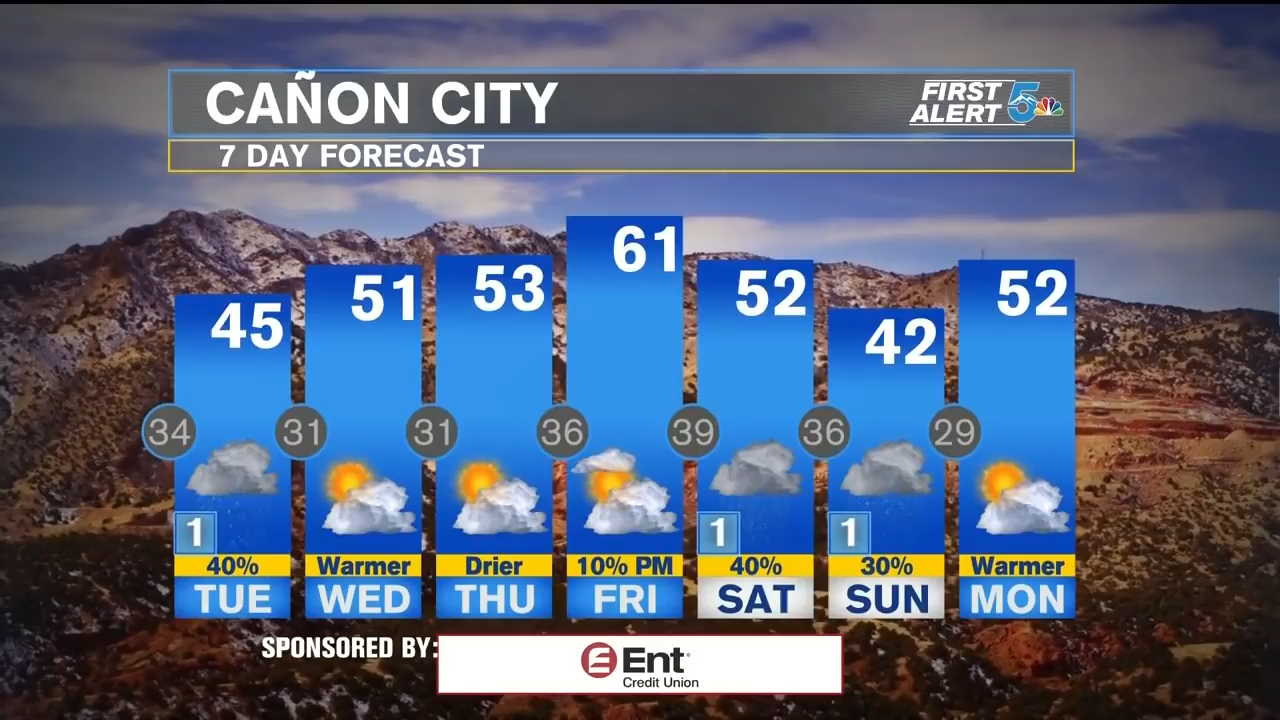 CAÑON CITY
FIRST
ALERT 5
7 DAY FORECAST
45 51 53 61 52 42 52
34 31 31 36 39 36 29
1 1 1
40% Warmer Drier 10% PM 40% 30% Warmer
TUE WED THU FRI SAT SUN MON
SPONSORED BY:
Ent
Credit Union